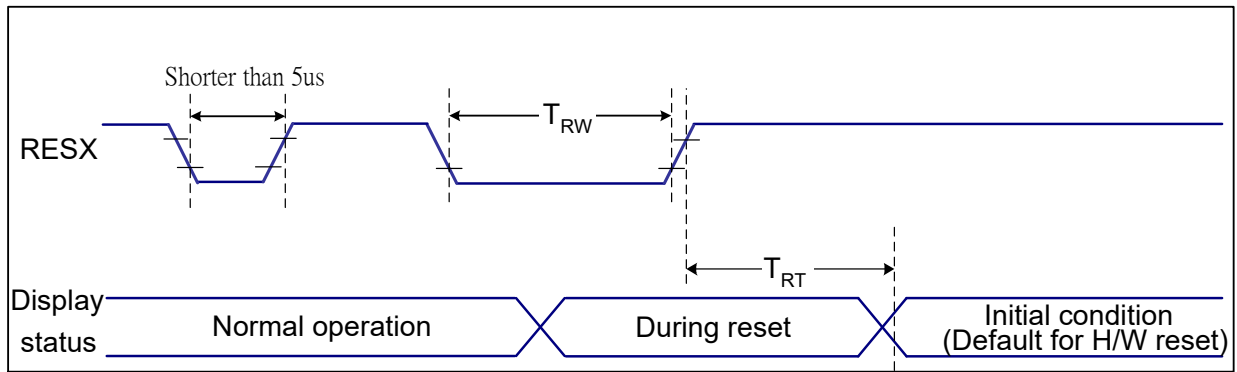 Shorter than 5us
RESX
TRW
TRT
Display
status
Normal operation
During reset
Initial condition
(Default for H/W reset)